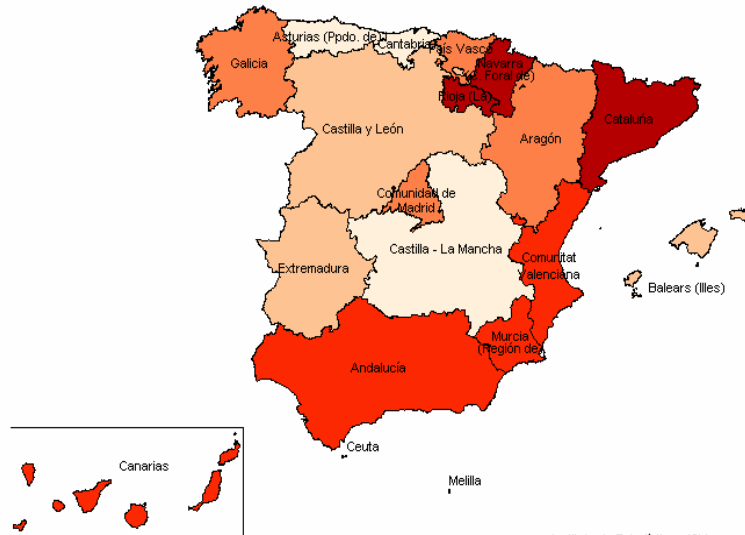 Asturias (Ppdo. de)
Cantabria
País Vasco
Galicia
Navarra
(C. Foral de)
Rioja (La)
Cataluña
Castilla y León
Aragón
Comunidad de
Madrid
Castilla - La Mancha
Extremadura
Comunitat
Valenciana
Balears (Illes)
Murcia
(Región de)
Andalucía
Ceuta
Canarias
Melilla